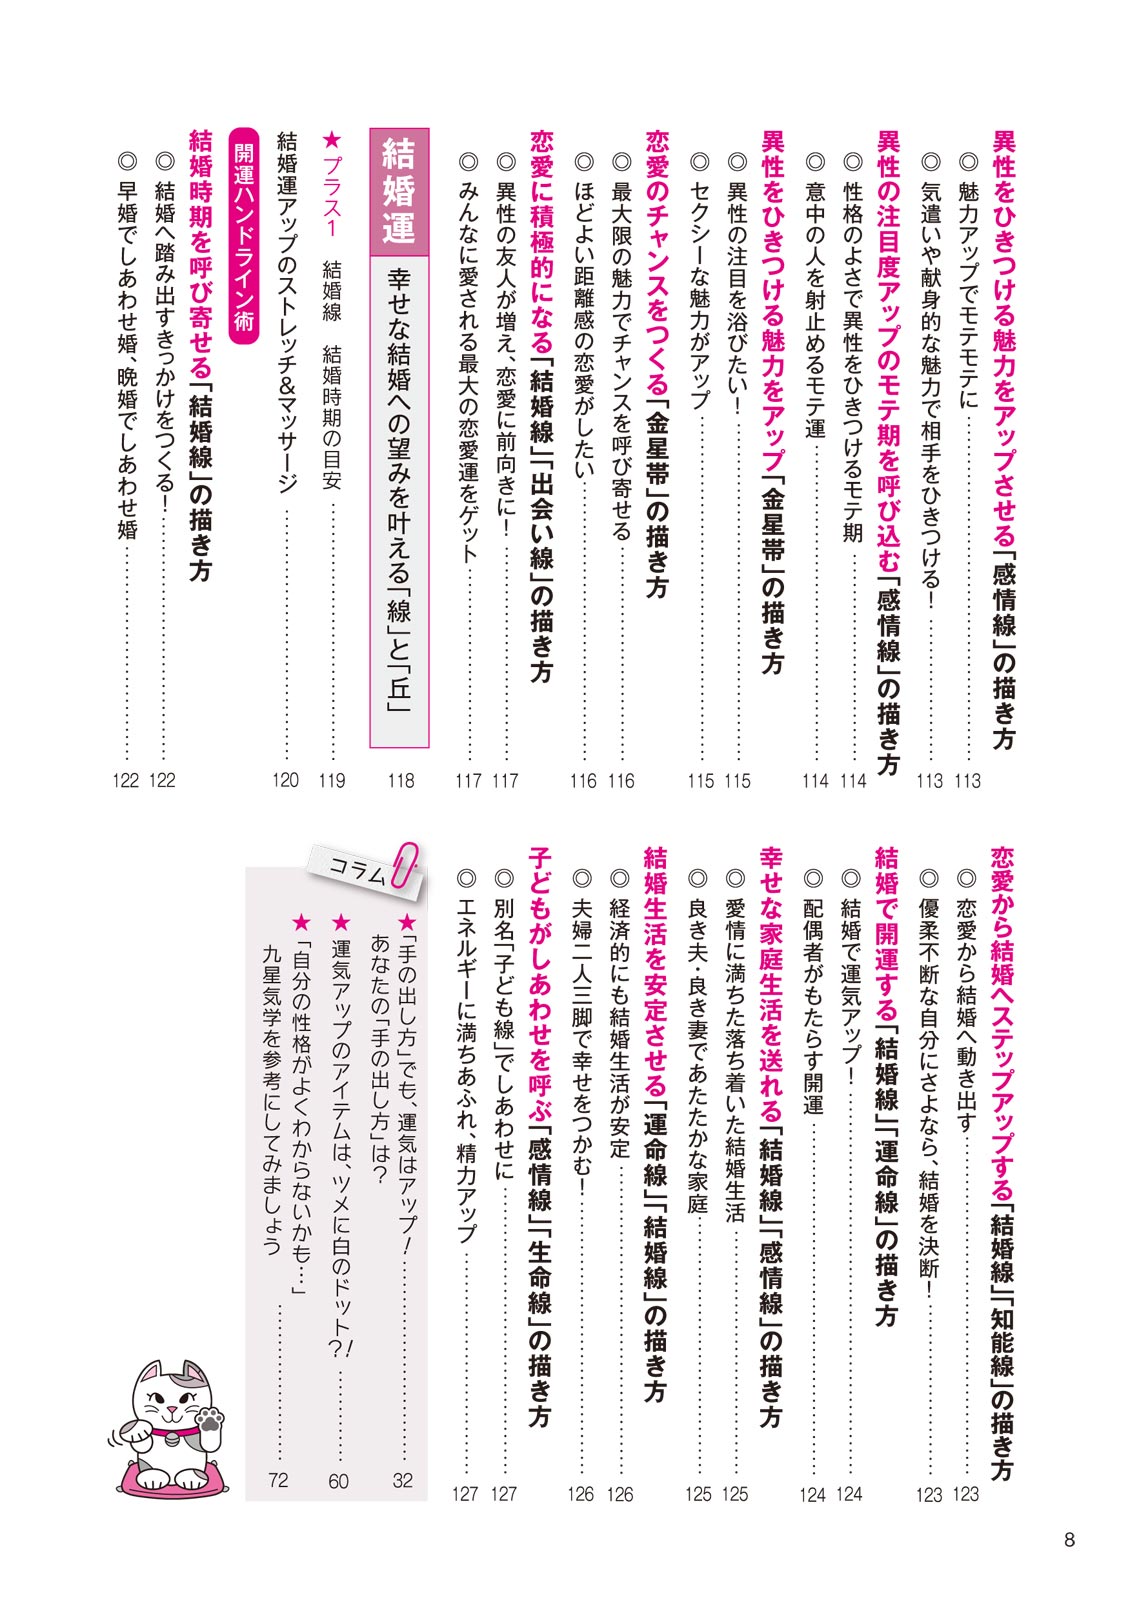 異性をひきつける魅力をアップさせる「感情線」の描き方
◎ 魅力アップでモテモテに……………113
◎ 気遣いや献身的な魅力で相手をひきつける！……………113
異性の注目度アップのモテ期を呼び込む「感情線」の描き方
◎ 性格のよさで異性をひきつけるモテ期……………114
◎ 意中の人を射止めるモテ運……………114
異性をひきつける魅力をアップ「金星帯」の描き方
◎ 異性の注目を浴びたい！……………115
◎ セクシーな魅力がアップ……………115
恋愛のチャンスをつくる「金星帯」の描き方
◎ 最大限の魅力でチャンスを呼び寄せる……………116
◎ ほどよい距離感の恋愛がしたい……………116
恋愛に積極的になる「結婚線」「出会い線」の描き方
◎ 異性の友人が増え、恋愛に前向きに！……………117
◎ みんなに愛される最大の恋愛運をゲット……………117
結婚運 幸せな結婚への望みを叶える「線」と「丘」 118
★ プラス1 結婚線 結婚時期の目安……………119
結婚運アップのストレッチ&マッサージ……………120
開運ハンドライン術
結婚時期を呼び寄せる「結婚線」の描き方
◎ 結婚へ踏み出すきっかけをつくる！……………122
◎ 早婚でしあわせ婚、晩婚でしあわせ婚……………122
恋愛から結婚へステップアップする「結婚線」「知能線」の描き方
◎ 恋愛から結婚へ動き出す……………123
◎ 優柔不断な自分にさよなら、結婚を決断！……………123
結婚で開運する「結婚線」「運命線」の描き方
◎ 結婚で運気アップ！……………124
◎ 配偶者がもたらす開運……………124
幸せな家庭生活を送れる「結婚線」「感情線」の描き方
◎ 愛情に満ちた落ち着いた結婚生活……………125
◎ 良き夫・良き妻であたたかな家庭……………125
結婚生活を安定させる「運命線」「結婚線」の描き方
◎ 経済的にも結婚生活が安定……………126
◎ 夫婦二人三脚で幸せをつかむ！……………126
子どもがしあわせを呼ぶ「感情線」「生命線」の描き方
◎ 別名「子ども線」でしあわせに……………127
◎ エネルギーに満ちあふれ、精力アップ……………127
コラム
★「手の出し方」でも、運気はアップ！
あなたの「手の出し方」は？……………32
★ 運気アップのアイテムは、ツメに白のドット？！……………60
★「自分の性格がよくわからないかも…」
九星気学を参考にしてみましょう……………72
8